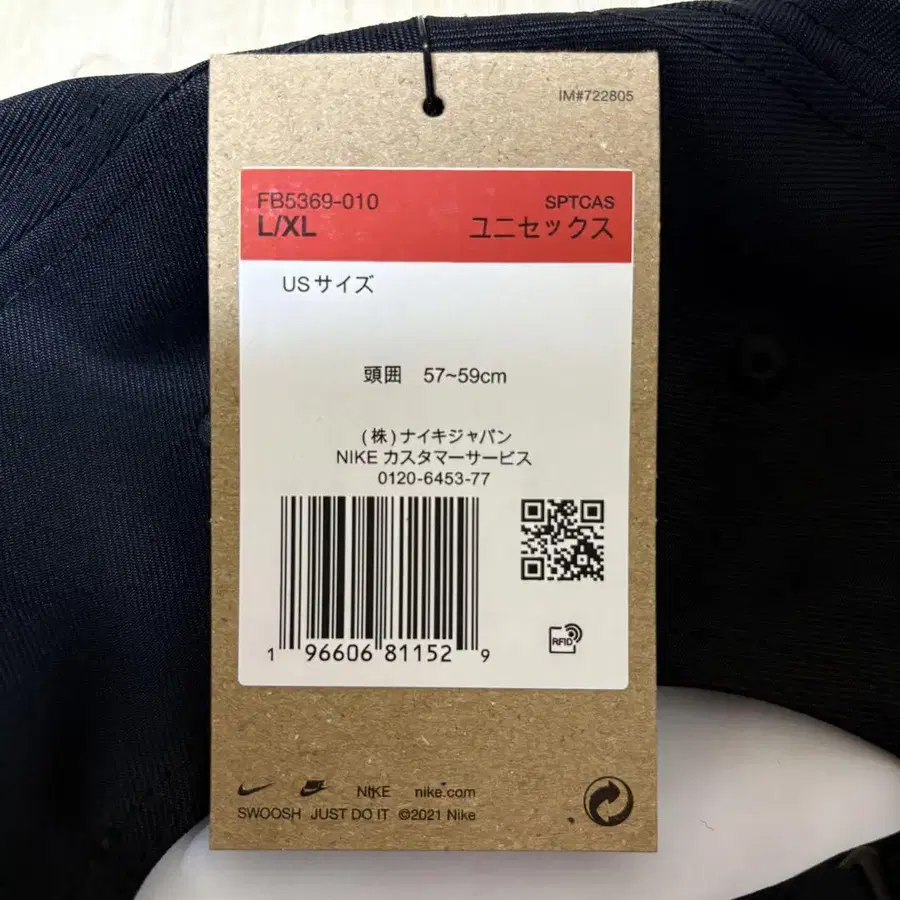 IM#722805
FB5369-010
SPTCAS
L/XL
ユニセックス
USサイズ
頭囲 57~59cm
(株)ナイキジャパン
NIKE カスタマーサービス
0120-6453-77
RFID
1 96606 81152 9
NIKE nike.com
SWOOSH JUST DO IT ©2021 Nike